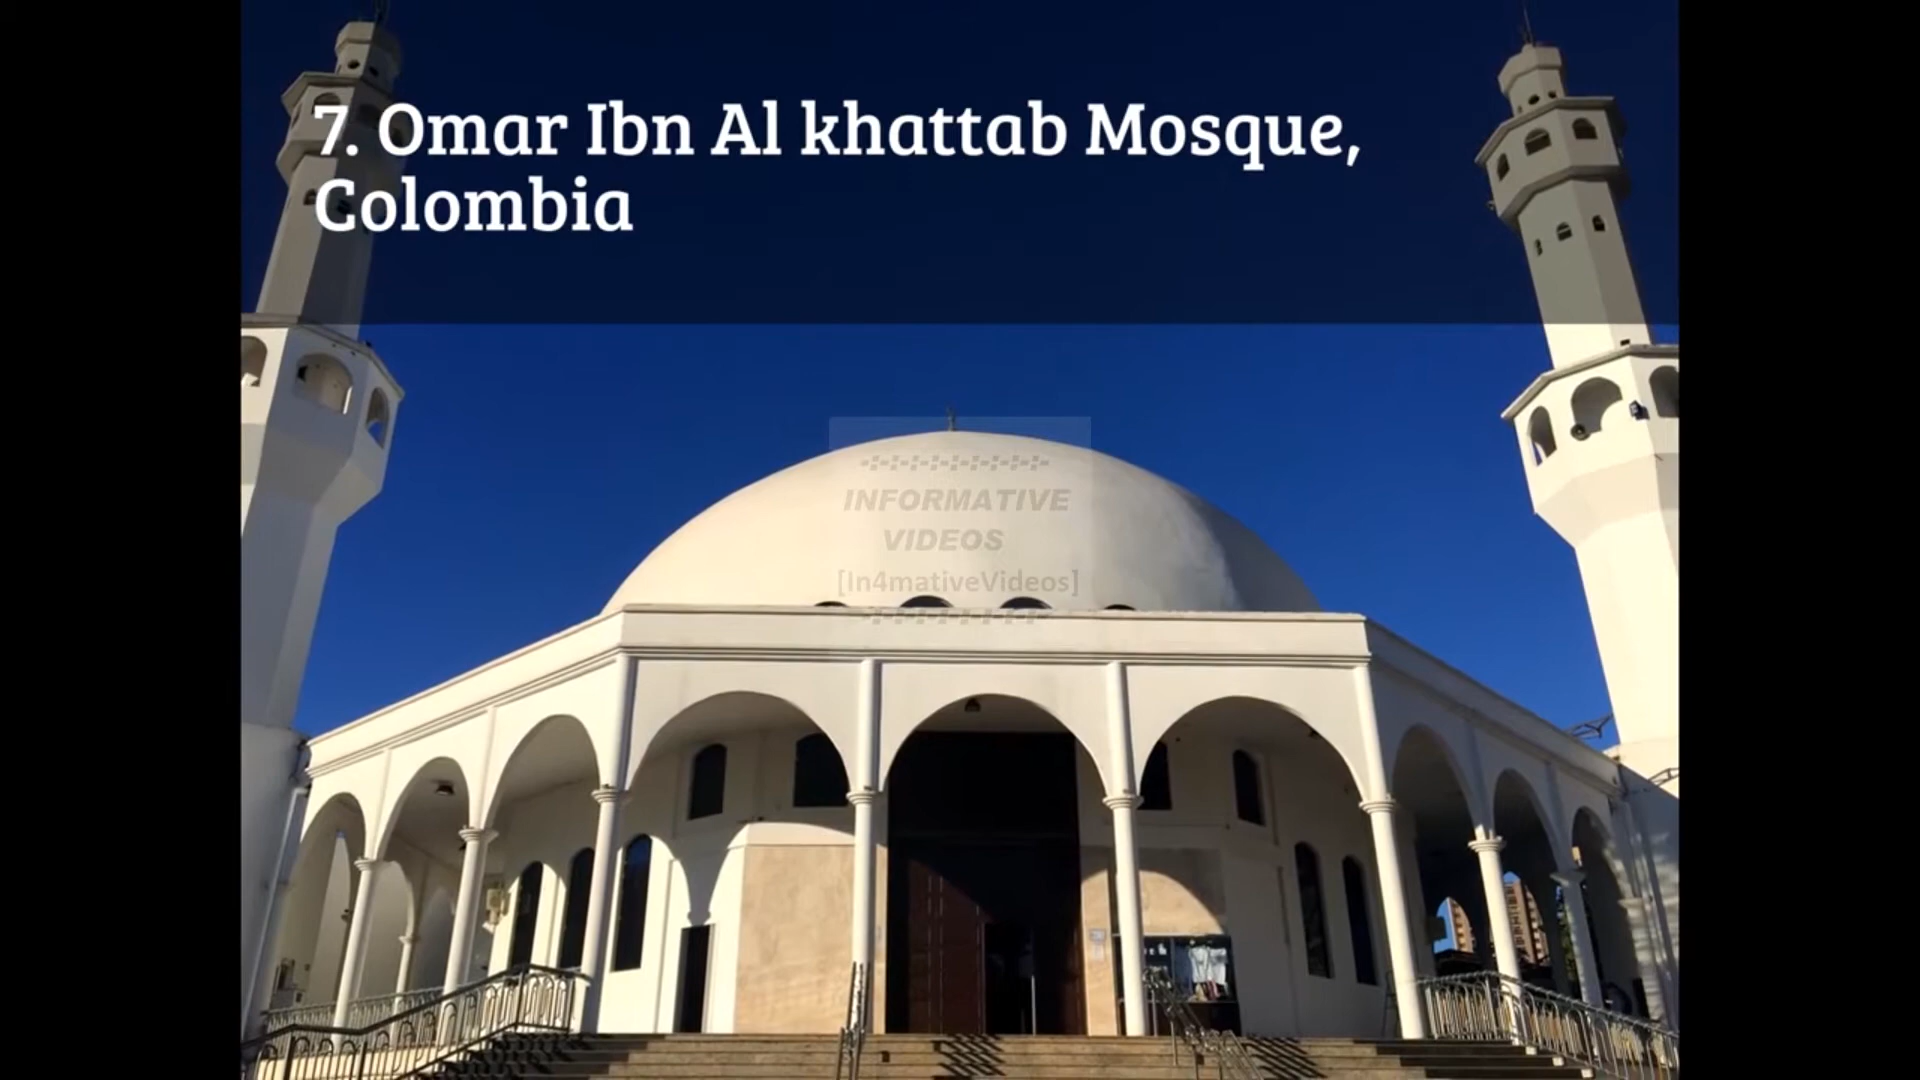 7. Omar Ibn Al khattab Mosque,
Colombia
INFORMATIVE
VIDEOS
[In4mativeVideos]